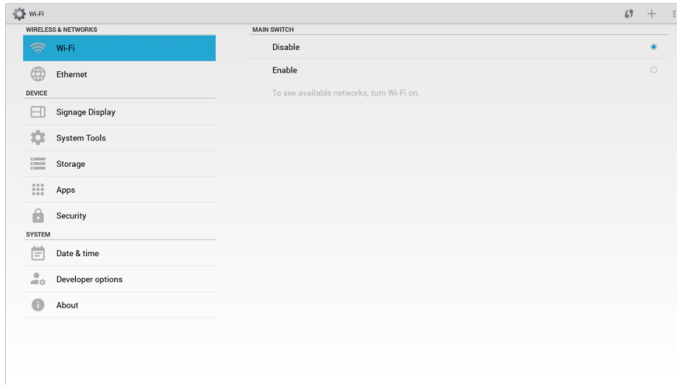 Wi-Fi
WIRELESS & NETWORKS
Wi-Fi
Ethernet
DEVICE
Signage Display
System Tools
Storage
Apps
Security
SYSTEM
Date & time
Developer options
About
MAIN SWITCH
Disable
Enable
To see available networks, turn Wi-Fi on.